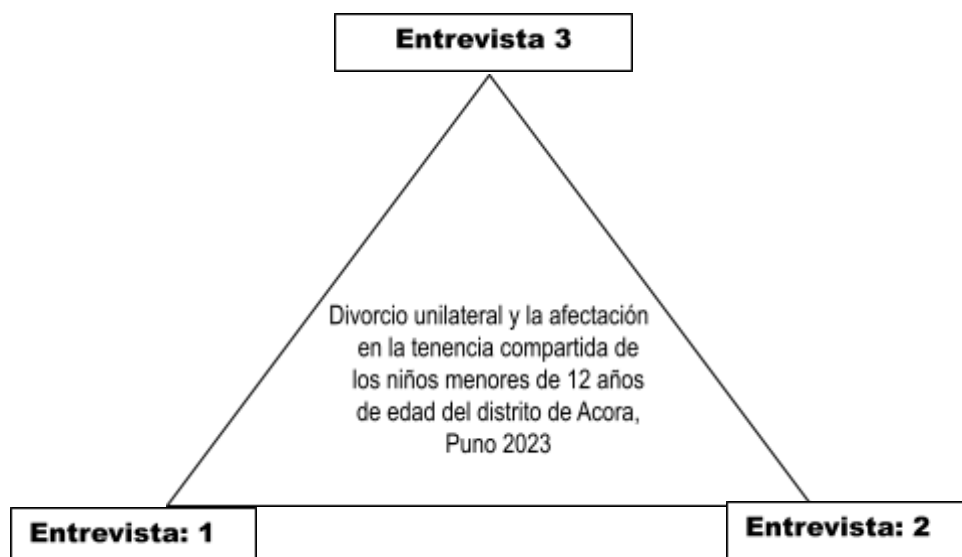 Entrevista 3
Divorcio unilateral y la afectación
en la tenencia compartida de
los niños menores de 12 años
de edad del distrito de Acora,
Puno 2023
Entrevista: 1
Entrevista: 2